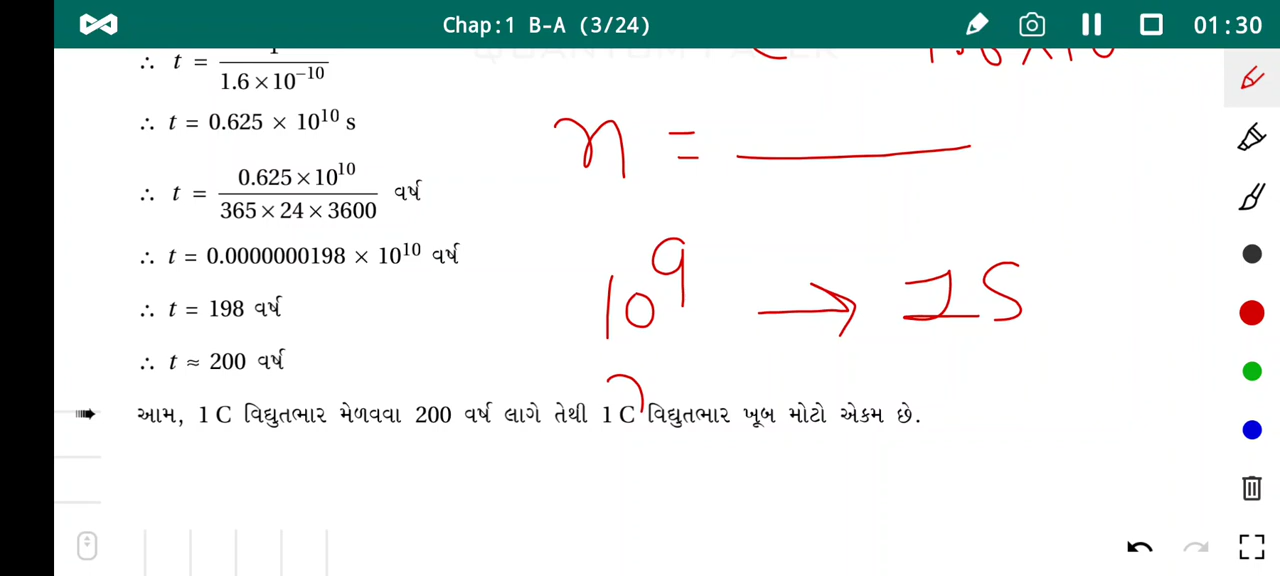 Chap:1 B-A (3/24)
01:30
∴ t = 1 / 1.6×10⁻¹⁰
∴ t = 0.625 × 10¹⁰ s
n =
∴ t = 0.625×10¹⁰ / 365×24×3600 વર્ષ
∴ t = 0.0000000198 × 10¹⁰ વર્ષ
10⁹ → 1S
∴ t = 198 વર્ષ
∴ t ≈ 200 વર્ષ
આમ, 1 C વિદ્યુતભાર મેળવવા 200 વર્ષ લાગે તેથી 1 C વિદ્યુતભાર ખૂબ મોટો એકમ છે.